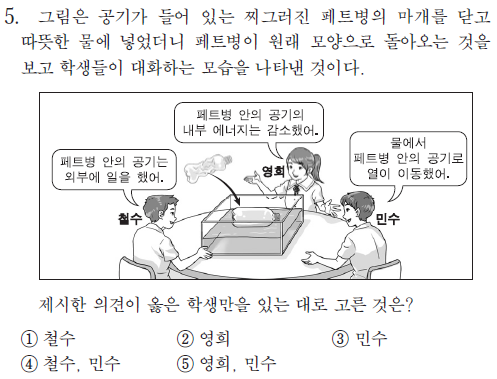 5. 그림은 공기가 들어 있는 찌그러진 페트병의 마개를 닫고
따뜻한 물에 넣었더니 페트병이 원래 모양으로 돌아오는 것을
보고 학생들이 대화하는 모습을 나타낸 것이다.
페트병 안의 공기의
내부 에너지는 감소했어.
페트병 안의 공기는
외부에 일을 했어.
영희
물에서
페트병 안의 공기로
열이 이동했어.
철수
민수
제시한 의견이 옳은 학생만을 있는 대로 고른 것은?
① 철수 ② 영희 ③ 민수
④ 철수, 민수 ⑤ 영희, 민수